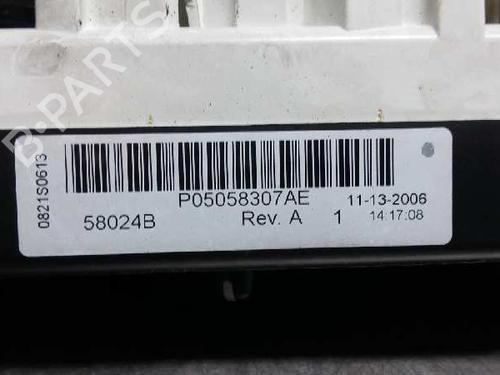 B-PARTS
0821S0613
P05058307AE 11-13-2006
58024B Rev. A 1 14:17:08